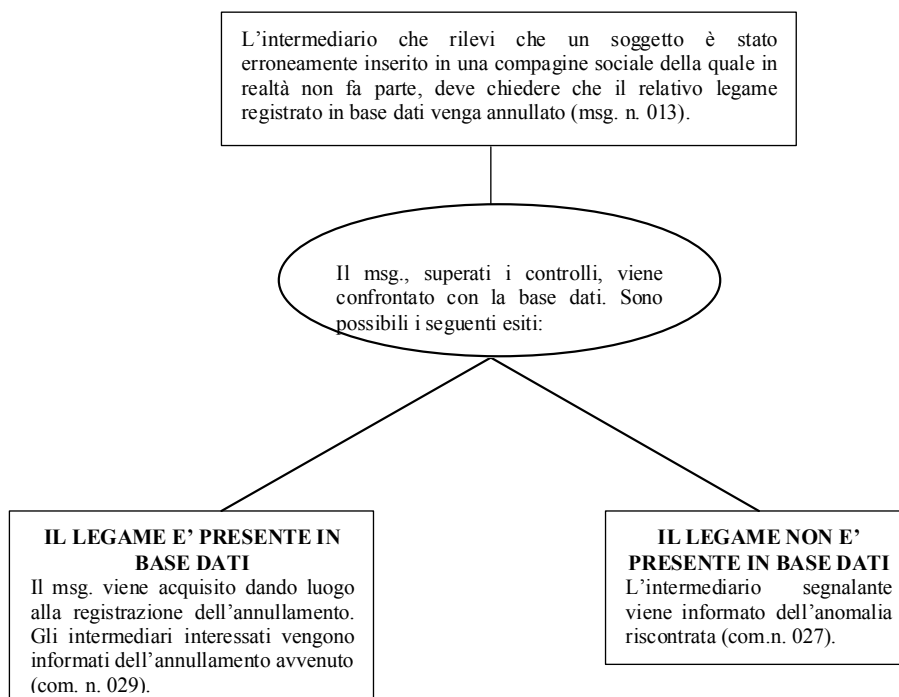 L'intermediario che rilevi che un soggetto è stato
erroneamente inserito in una compagine sociale della quale in
realtà non fa parte, deve chiedere che il relativo legame
registrato in base dati venga annullato (msg. n. 013).
Il msg., superati i controlli, viene
confrontato con la base dati. Sono
possibili i seguenti esiti:
IL LEGAME E' PRESENTE IN
BASE DATI
Il msg. viene acquisito dando luogo
alla registrazione dell'annullamento.
Gli intermediari interessati vengono
informati dell'annullamento avvenuto
(com. n. 029).
IL LEGAME NON E'
PRESENTE IN BASE DATI
L'intermediario segnalante
viene informato dell'anomalia
riscontrata (com.n. 027).